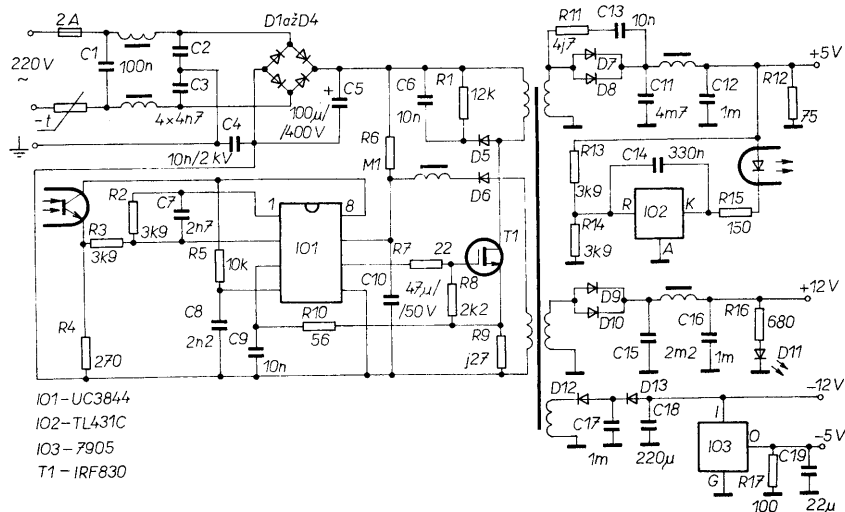 2A
D1až D4
220V
~
C1
100n
C2
C3
4×4n7
C4
10n/2 kV
-t
+
C5
100μ/
/400V
C6
10n
R1
12k
R6
M1
D5
D6
R11
4j7
C13
10n
D7
D8
C11
4m7
C12
1m
R12
75
+5V
R13
3k9
C14
330n
R
IO2
K
A
R15
150
R14
3k9
R2
3k9
C7
2n7
R3
3k9
R5
10k
1
8
IO1
R7
22
T1
C10
47μ/
/50V
R8
2k2
R4
270
C8
2n2
C9
10n
R10
56
R9
j27
D9
D10
C15
2m2
C16
1m
R16
680
D11
+12V
D12
D13
C17
1m
C18
220μ
-12V
I
IO3
O
G
-5V
R17
100
C19
22μ
IO1-UC3844
IO2-TL431C
IO3-7905
T1-IRF830